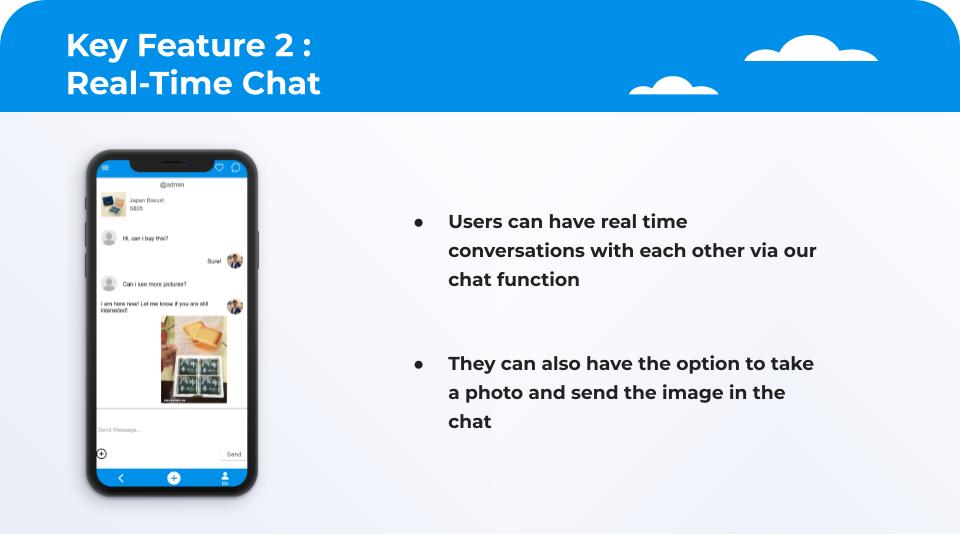 Key Feature 2 :
Real-Time Chat
@admin
Japan Biscuit
S$35
Hi, can i buy this?
Sure!
Can i see more pictures?
I am here now! Let me know if you are still
interested!
Send Message...
Send
● Users can have real time
conversations with each other via our
chat function
● They can also have the option to take
a photo and send the image in the
chat